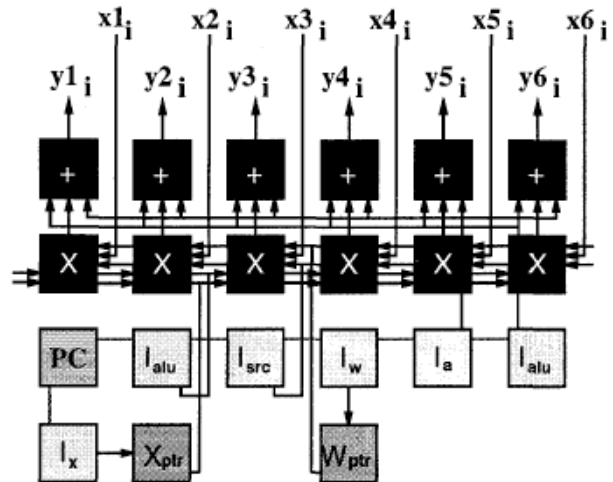 x1i x2i x3i x4i x5i x6i
y1i y2i y3i y4i y5i y6i
+ + + + + +
X X X X X X
PC Ialu Isrc Iw Ia Ialu
Ix Xptr Wptr